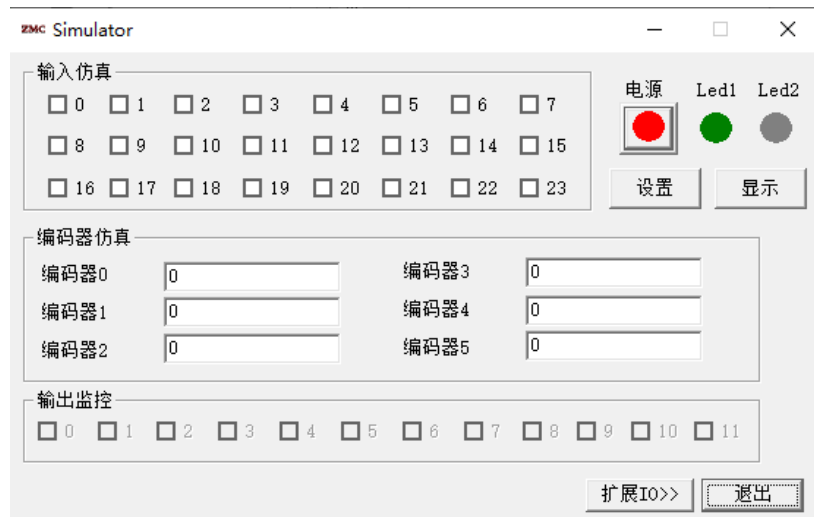 ZMC Simulator
输入仿真
0 1 2 3 4 5 6 7
8 9 10 11 12 13 14 15
16 17 18 19 20 21 22 23
电源 Led1 Led2
设置 显示
编码器仿真
编码器0 0 编码器3 0
编码器1 0 编码器4 0
编码器2 0 编码器5 0
输出监控
0 1 2 3 4 5 6 7 8 9 10 11
扩展IO>> 退出